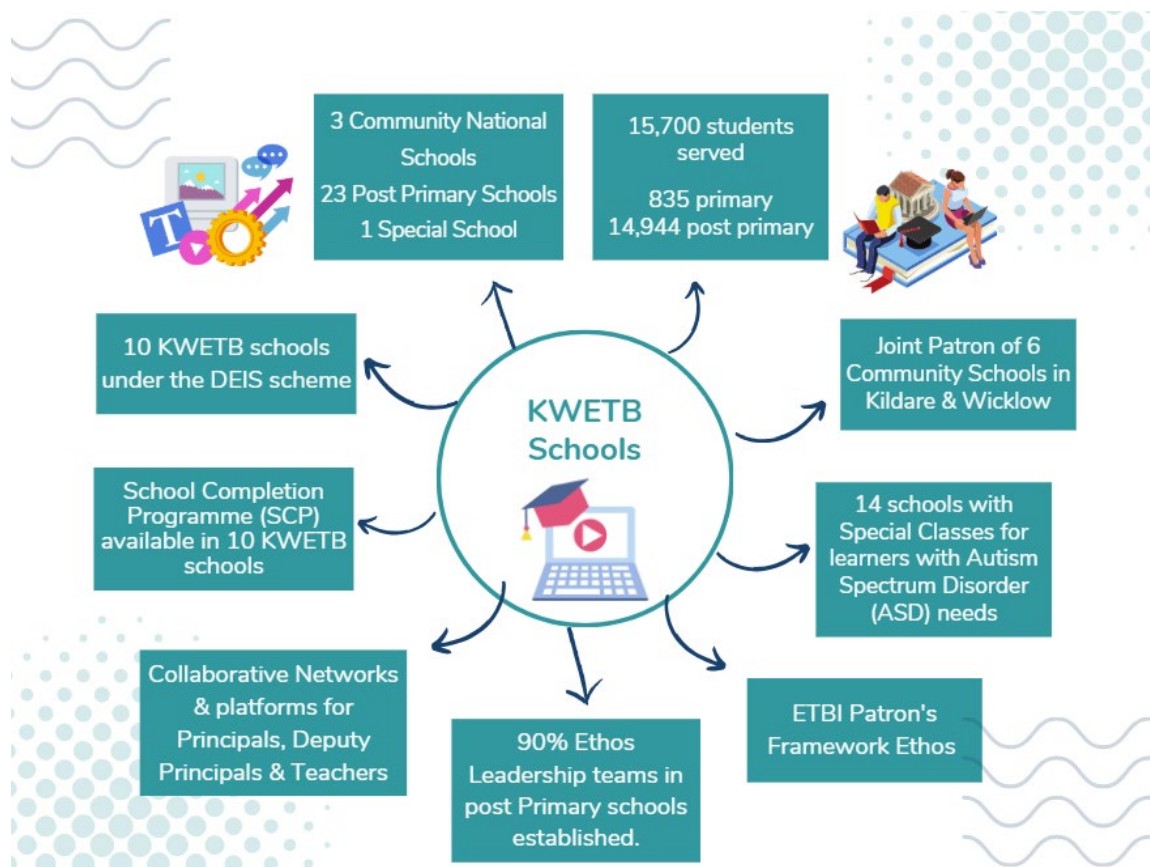 3 Community National
Schools
23 Post Primary Schools
1 Special School
15,700 students
served
835 primary
14,944 post primary
10 KWETB schools
under the DEIS scheme
KWETB
Schools
Joint Patron of 6
Community Schools in
Kildare & Wicklow
School Completion
Programme (SCP)
available in 10 KWETB
schools
14 schools with
Special Classes for
learners with Autism
Spectrum Disorder
(ASD) needs
Collaborative Networks
& platforms for
Principals, Deputy
Principals & Teachers
90% Ethos
Leadership teams in
post Primary schools
established.
ETBI Patron's
Framework Ethos
T